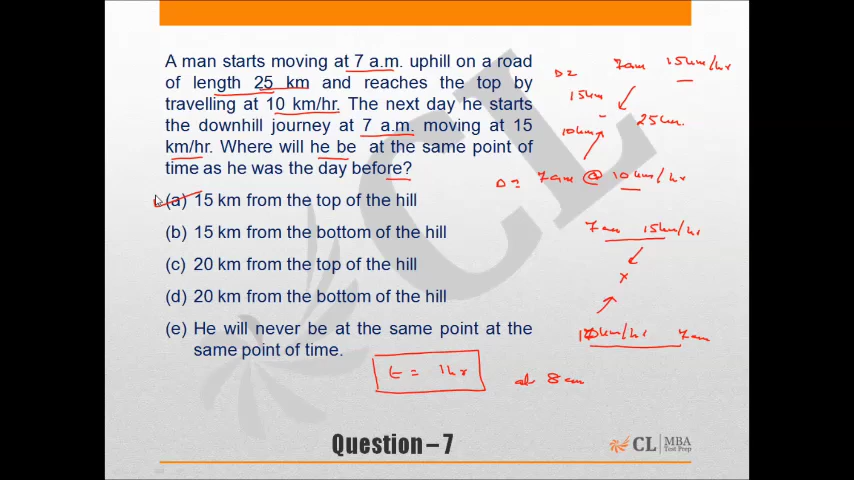 A man starts moving at 7 a.m. uphill on a road
of length 25 km and reaches the top by
travelling at 10 km/hr. The next day he starts
the downhill journey at 7 a.m. moving at 15
km/hr. Where will he be at the same point of
time as he was the day before?
(a) 15 km from the top of the hill
(b) 15 km from the bottom of the hill
(c) 20 km from the top of the hill
(d) 20 km from the bottom of the hill
(e) He will never be at the same point at the
same point of time.
7am 15km/hr
D2
15km
25km.
10km
7am @ 10km/hr
7am 15km/hr
x
km/hr 7am
t = 1hr
at 8am
Question – 7
CL MBA
Test Prep
CL